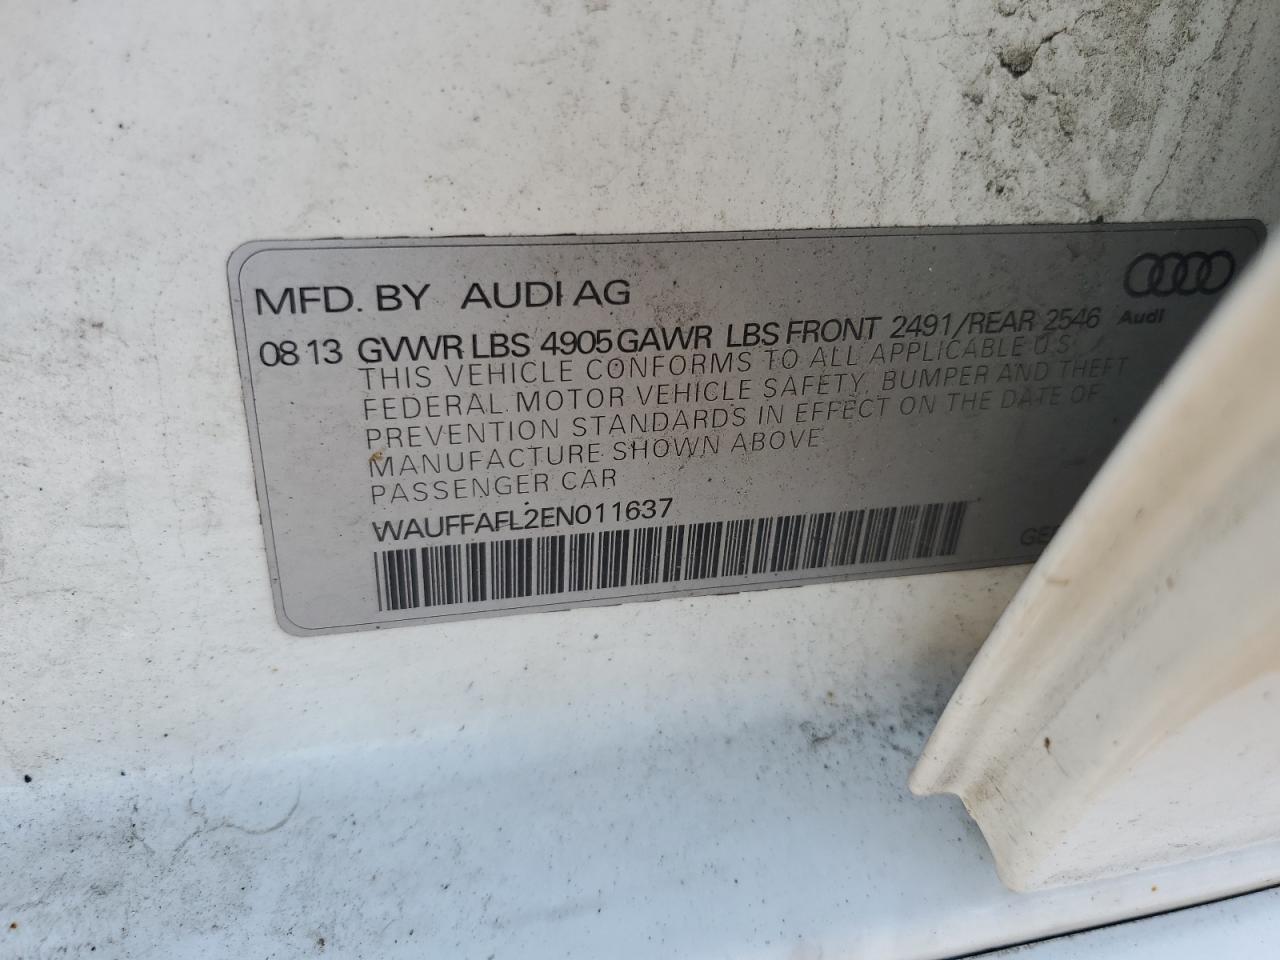 MFD. BY AUDI AG
Audi
08 13 GVWR LBS 4905 GAWR LBS FRONT 2491/REAR 2546
THIS VEHICLE CONFORMS TO ALL APPLICABLE U.S.
FEDERAL MOTOR VEHICLE SAFETY, BUMPER AND THEFT
PREVENTION STANDARDS IN EFFECT ON THE DATE OF
MANUFACTURE SHOWN ABOVE
PASSENGER CAR
WAUFFAFL2EN011637